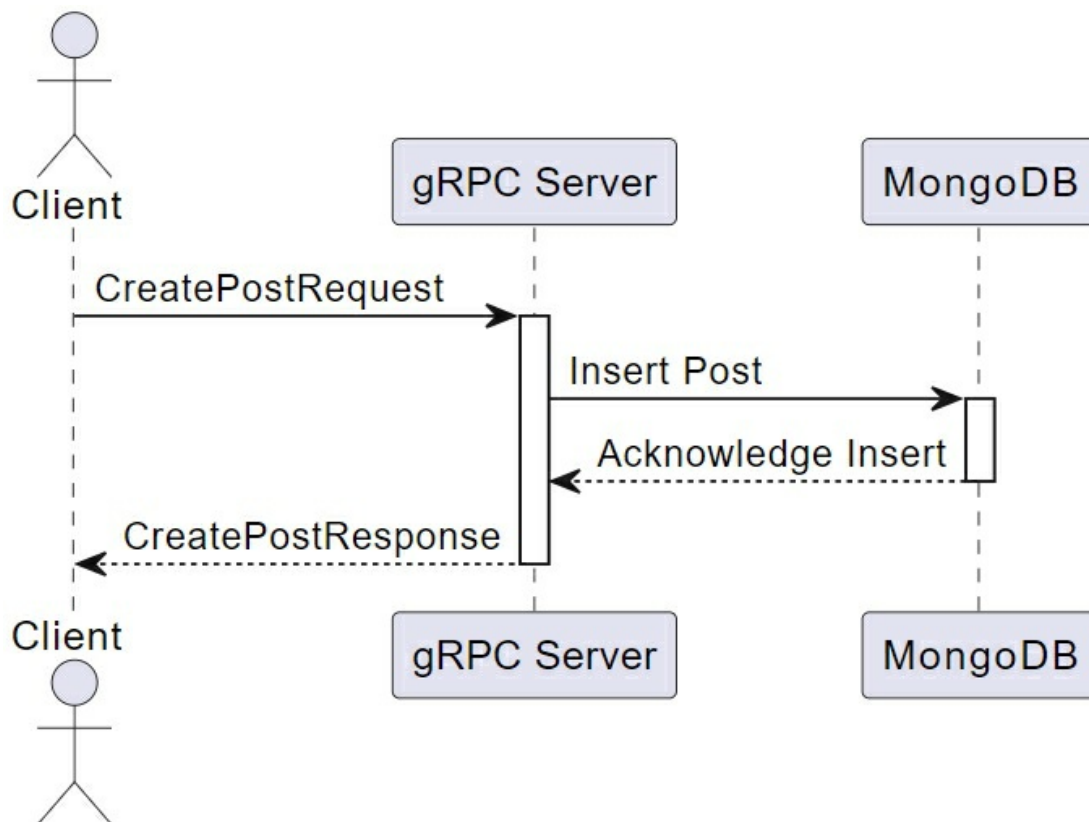 Client
gRPC Server
MongoDB
CreatePostRequest
Insert Post
Acknowledge Insert
CreatePostResponse
Client
gRPC Server
MongoDB